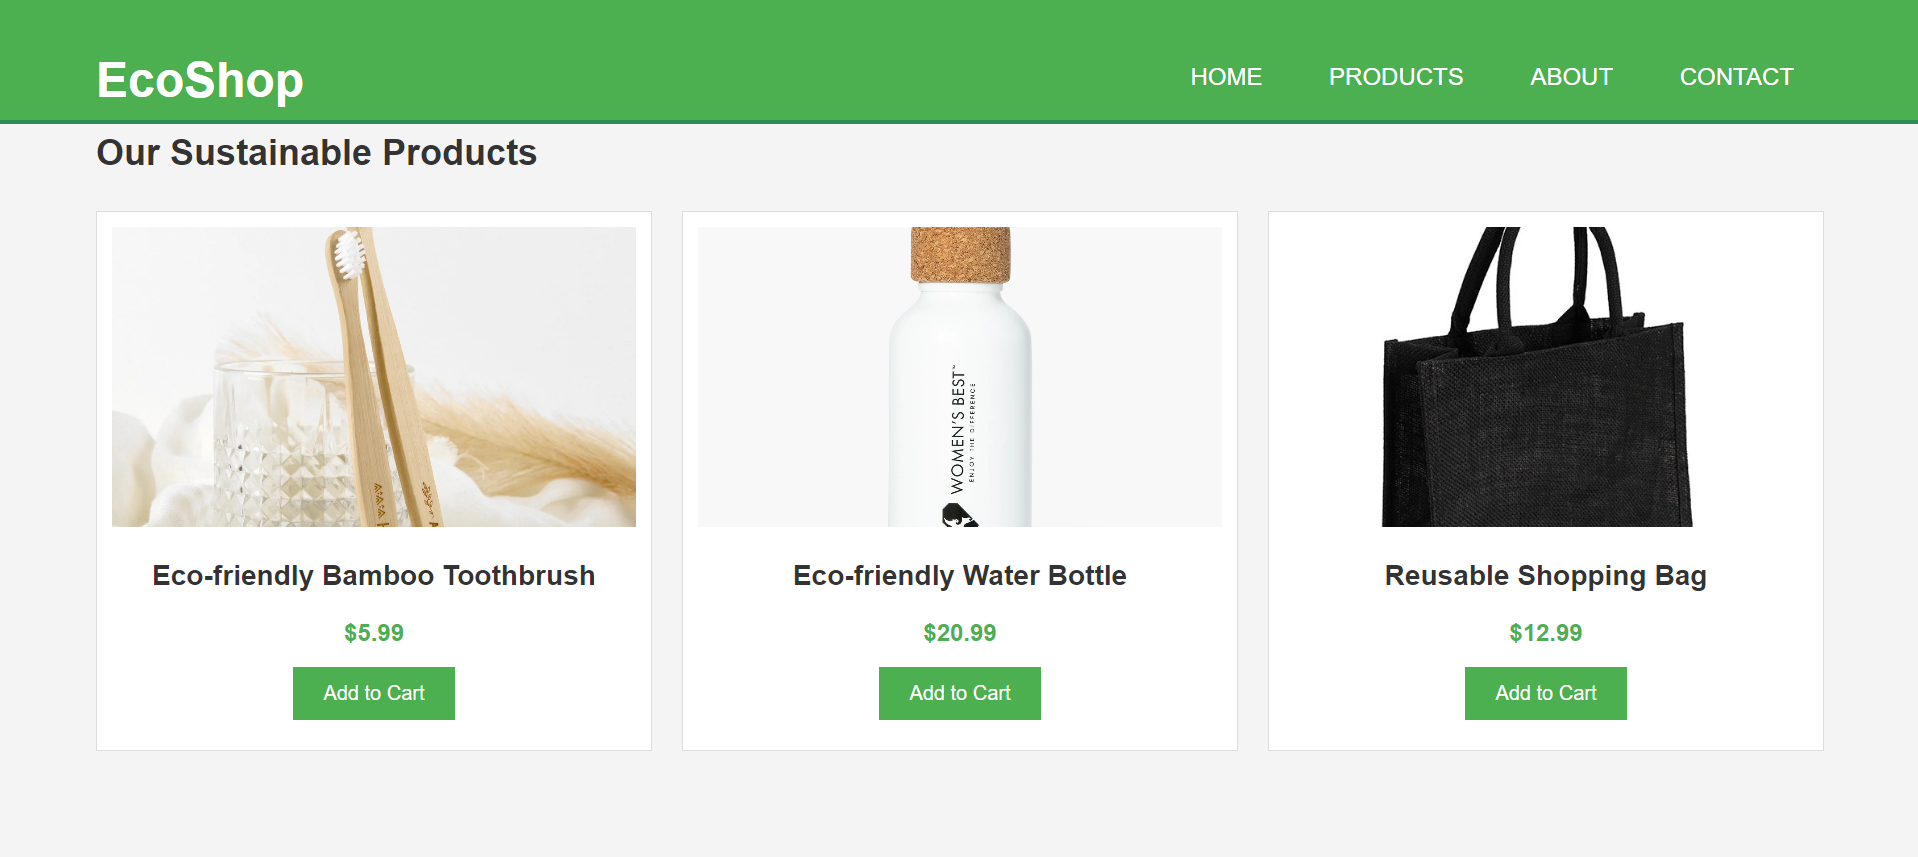 EcoShop
HOME PRODUCTS ABOUT CONTACT
Our Sustainable Products
WOMEN'S BEST™
ENJOY THE DIFFERENCE
Eco-friendly Bamboo Toothbrush
$5.99
Add to Cart
Eco-friendly Water Bottle
$20.99
Add to Cart
Reusable Shopping Bag
$12.99
Add to Cart